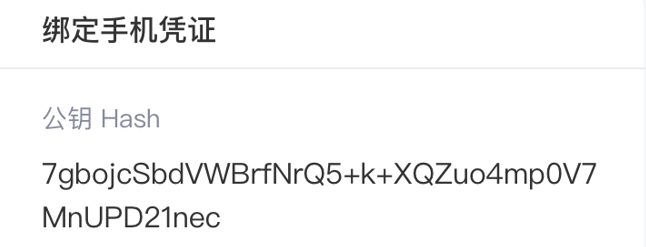 绑定手机凭证
公钥 Hash
7gbojcSbdVWBrfNrQ5+k+XQZuo4mp0V7
MnUPD21nec